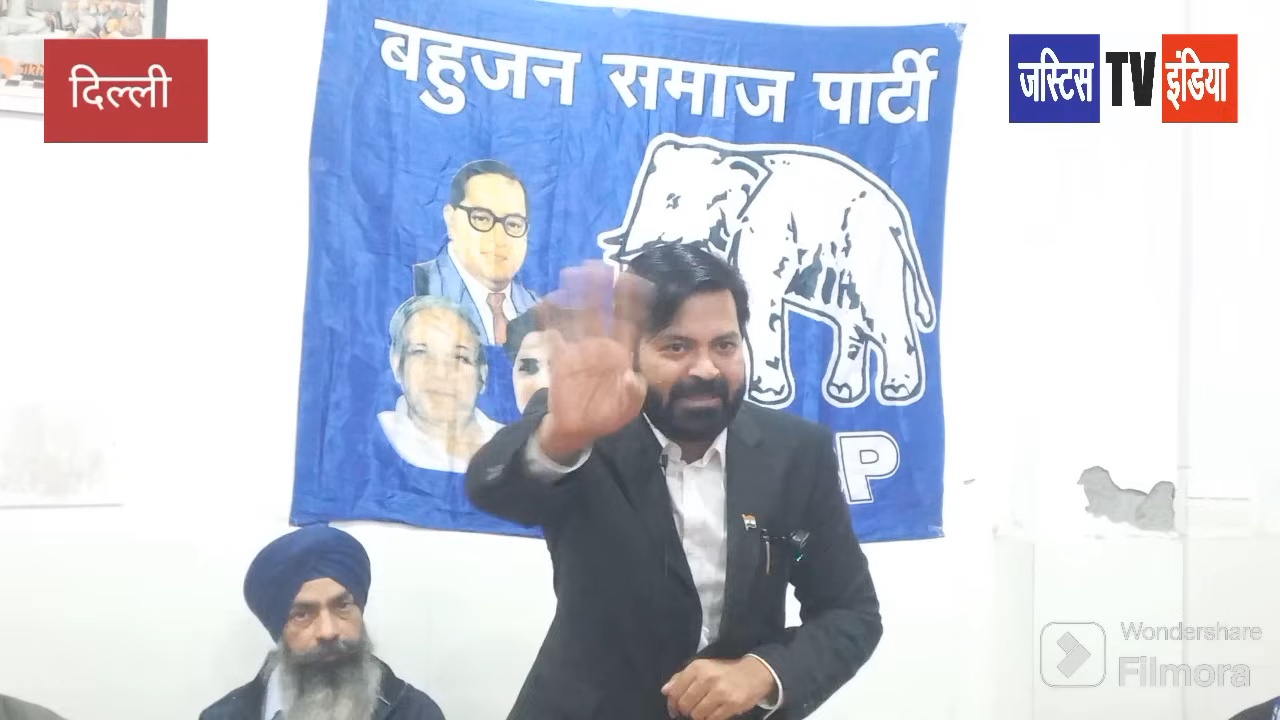 बहुजन समाज पार्टी
दिल्ली
जस्टिस TV इंडिया
P
Wondershare
Filmora